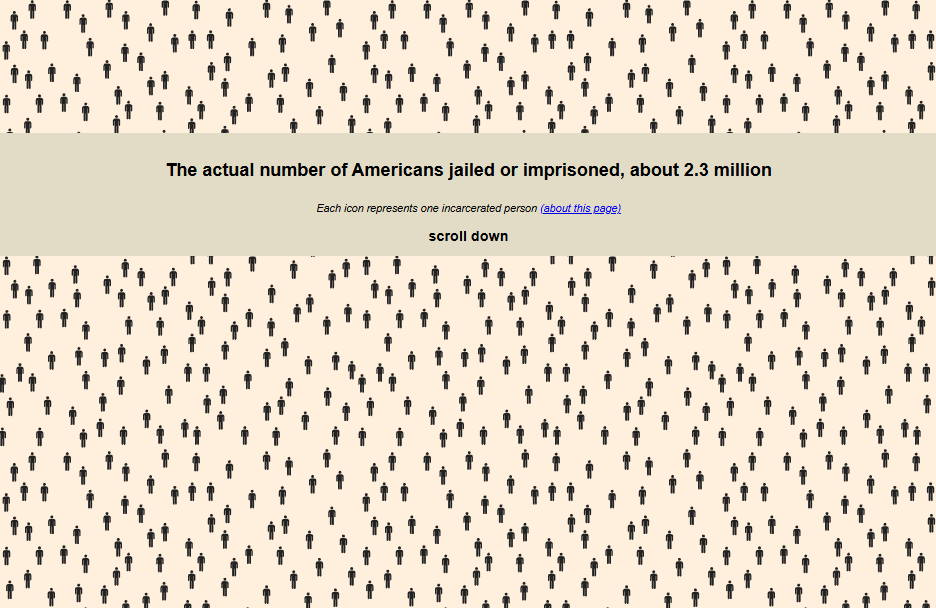 The actual number of Americans jailed or imprisoned, about 2.3 million
Each icon represents one incarcerated person (about this page)
scroll down